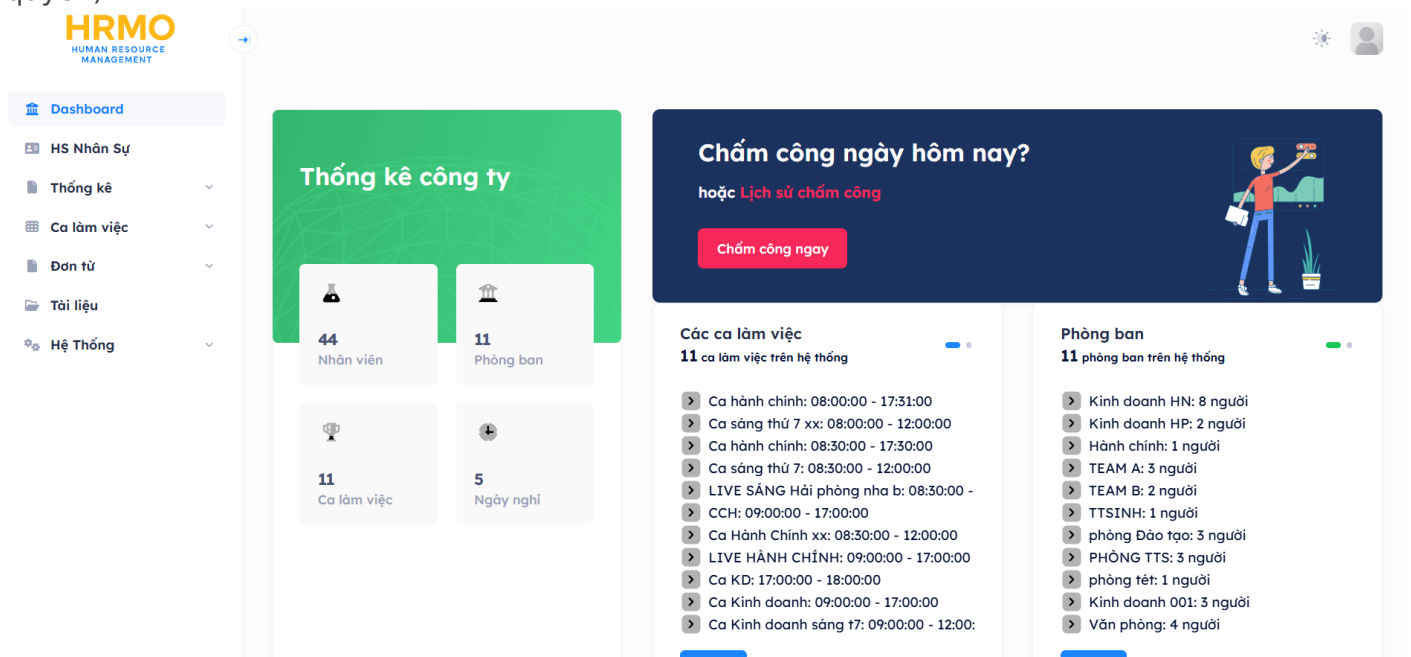 HRMO
HUMAN RESOURCE
MANAGEMENT
Dashboard
HS Nhân Sự
Thống kê
Ca làm việc
Đơn từ
Tài liệu
Hệ Thống
Thống kê công ty
44
Nhân viên
11
Phòng ban
11
Ca làm việc
5
Ngày nghỉ
Chấm công ngày hôm nay?
hoặc Lịch sử chấm công
Chấm công ngay
Các ca làm việc
11 ca làm việc trên hệ thống
Ca hành chính: 08:00:00 - 17:31:00
Ca sáng thứ 7 xx: 08:00:00 - 12:00:00
Ca hành chính: 08:30:00 - 17:30:00
Ca sáng thứ 7: 08:30:00 - 12:00:00
LIVE SÁNG Hải phòng nha b: 08:30:00 -
CCH: 09:00:00 - 17:00:00
Ca Hành Chính xx: 08:30:00 - 12:00:00
LIVE HÀNH CHÍNH: 09:00:00 - 17:00:00
Ca KD: 17:00:00 - 18:00:00
Ca Kinh doanh: 09:00:00 - 17:00:00
Ca Kinh doanh sáng t7: 09:00:00 - 12:00:
Phòng ban
11 phòng ban trên hệ thống
Kinh doanh HN: 8 người
Kinh doanh HP: 2 người
Hành chính: 1 người
TEAM A: 3 người
TEAM B: 2 người
TTSINH: 1 người
phòng Đào tạo: 3 người
PHÒNG TTS: 3 người
phòng tét: 1 người
Kinh doanh 001: 3 người
Văn phòng: 4 người